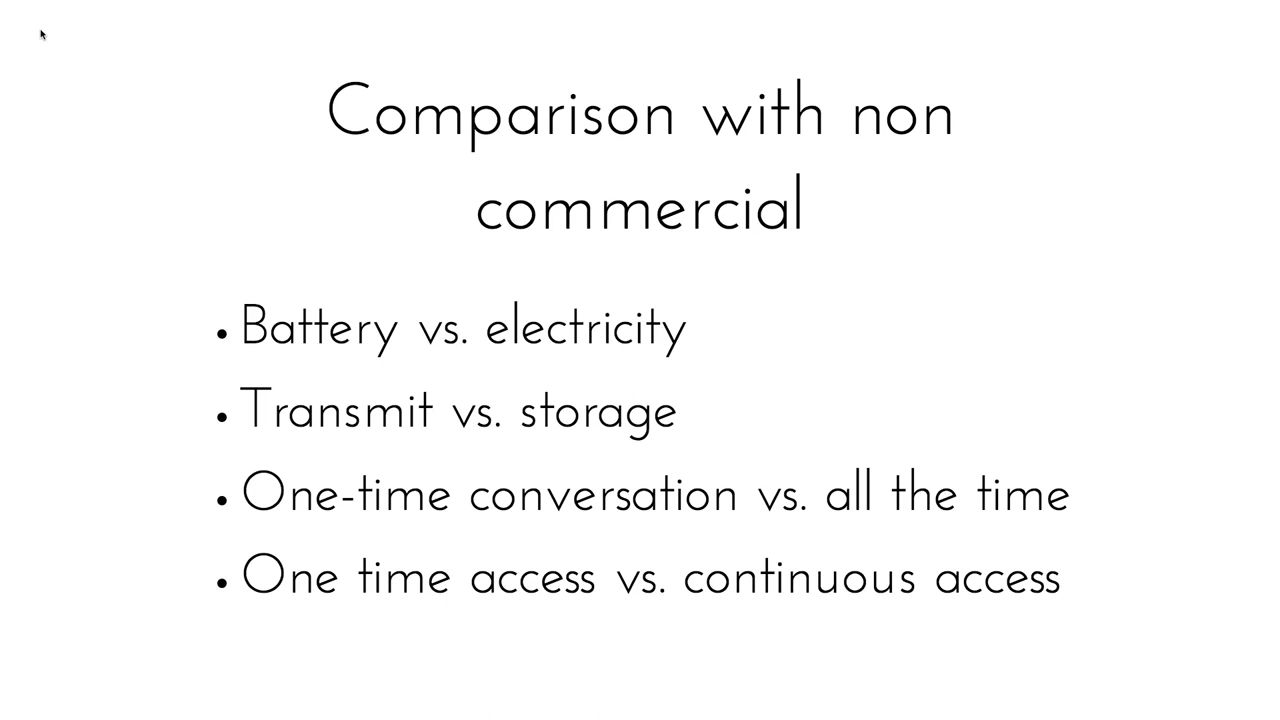 Comparison with non
commercial
• Battery vs. electricity
• Transmit vs. storage
• One-time conversation vs. all the time
• One time access vs. continuous access